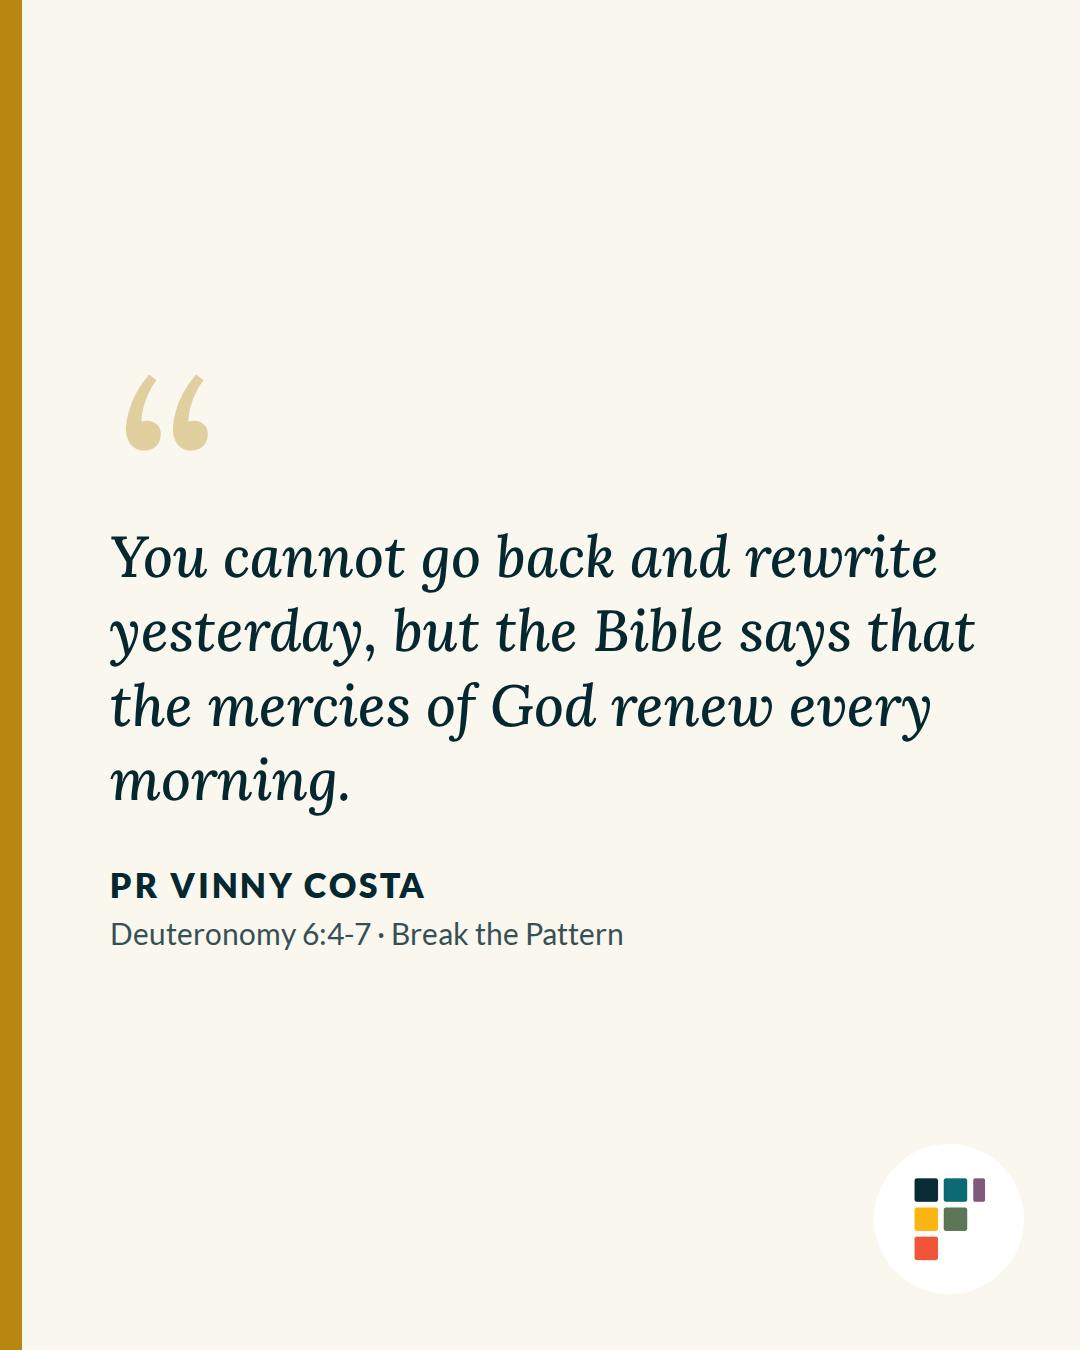 “
You cannot go back and rewrite
yesterday, but the Bible says that
the mercies of God renew every
morning.
PR VINNY COSTA
Deuteronomy 6:4-7 • Break the Pattern